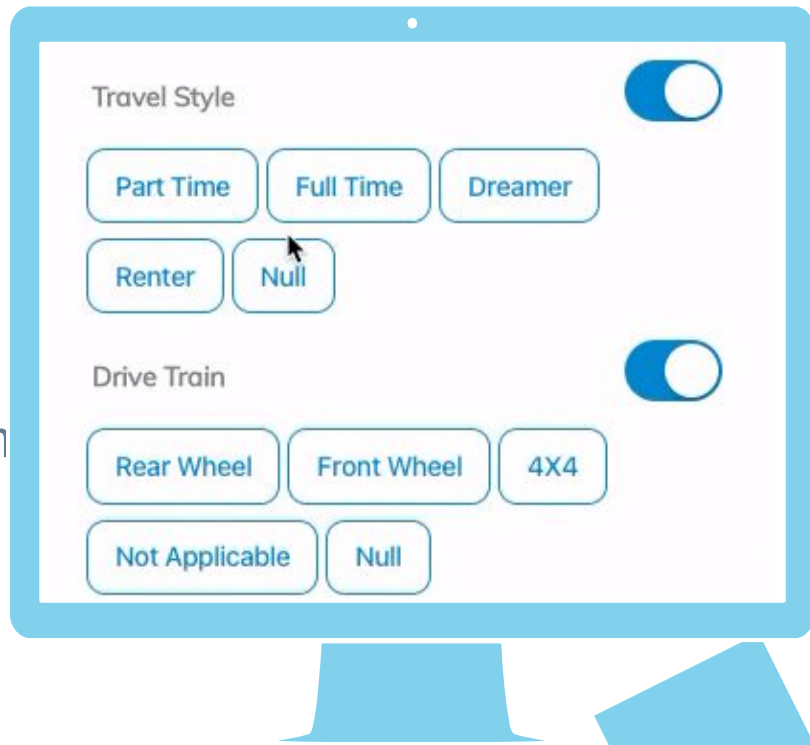 Travel Style
Part Time Full Time Dreamer
Renter Null
Drive Train
Rear Wheel Front Wheel 4X4
Not Applicable Null